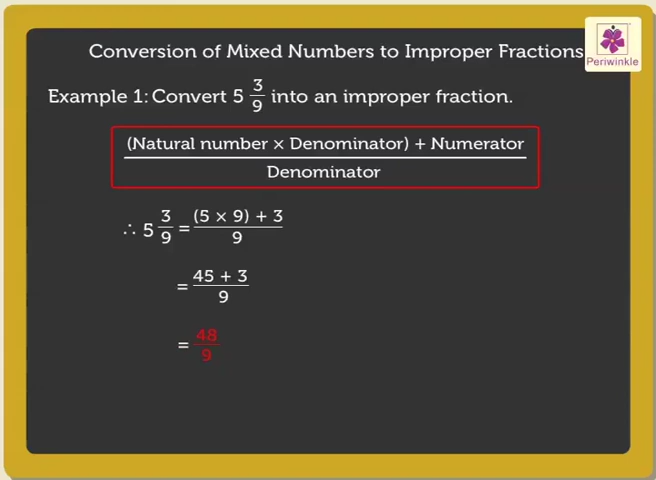 Conversion of Mixed Numbers to Improper Fractions
Periwinkle
Example 1: Convert 5 3/9 into an improper fraction.
(Natural number × Denominator) + Numerator
Denominator
∴ 5 3/9 = (5 × 9) + 3 / 9
= 45 + 3 / 9
= 48 / 9